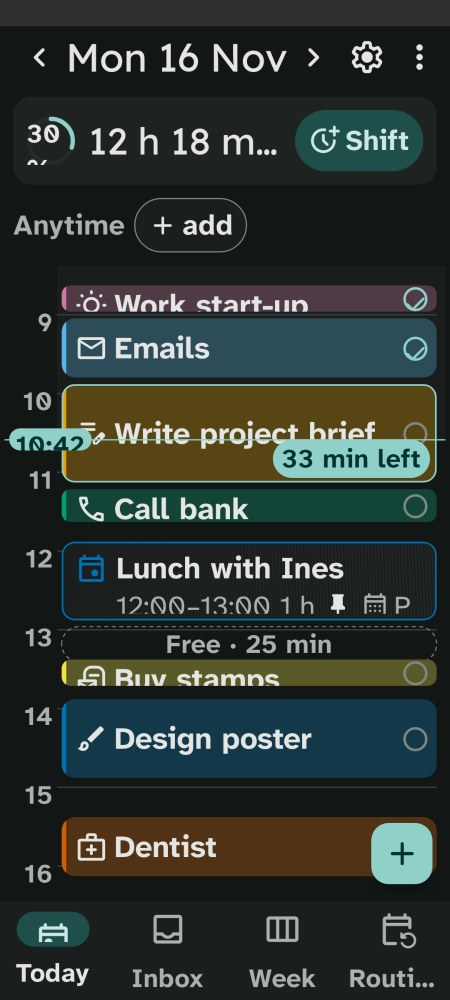 Mon 16 Nov
30
%
12 h 18 m…
Shift
Anytime
+ add
Work start-up
9
Emails
10
Write project brief
10:42
33 min left
11
Call bank
12
Lunch with Ines
12:00–13:00 1 h P
13
Free · 25 min
Buy stamps
14
Design poster
15
Dentist
16
Today
Inbox
Week
Routi…